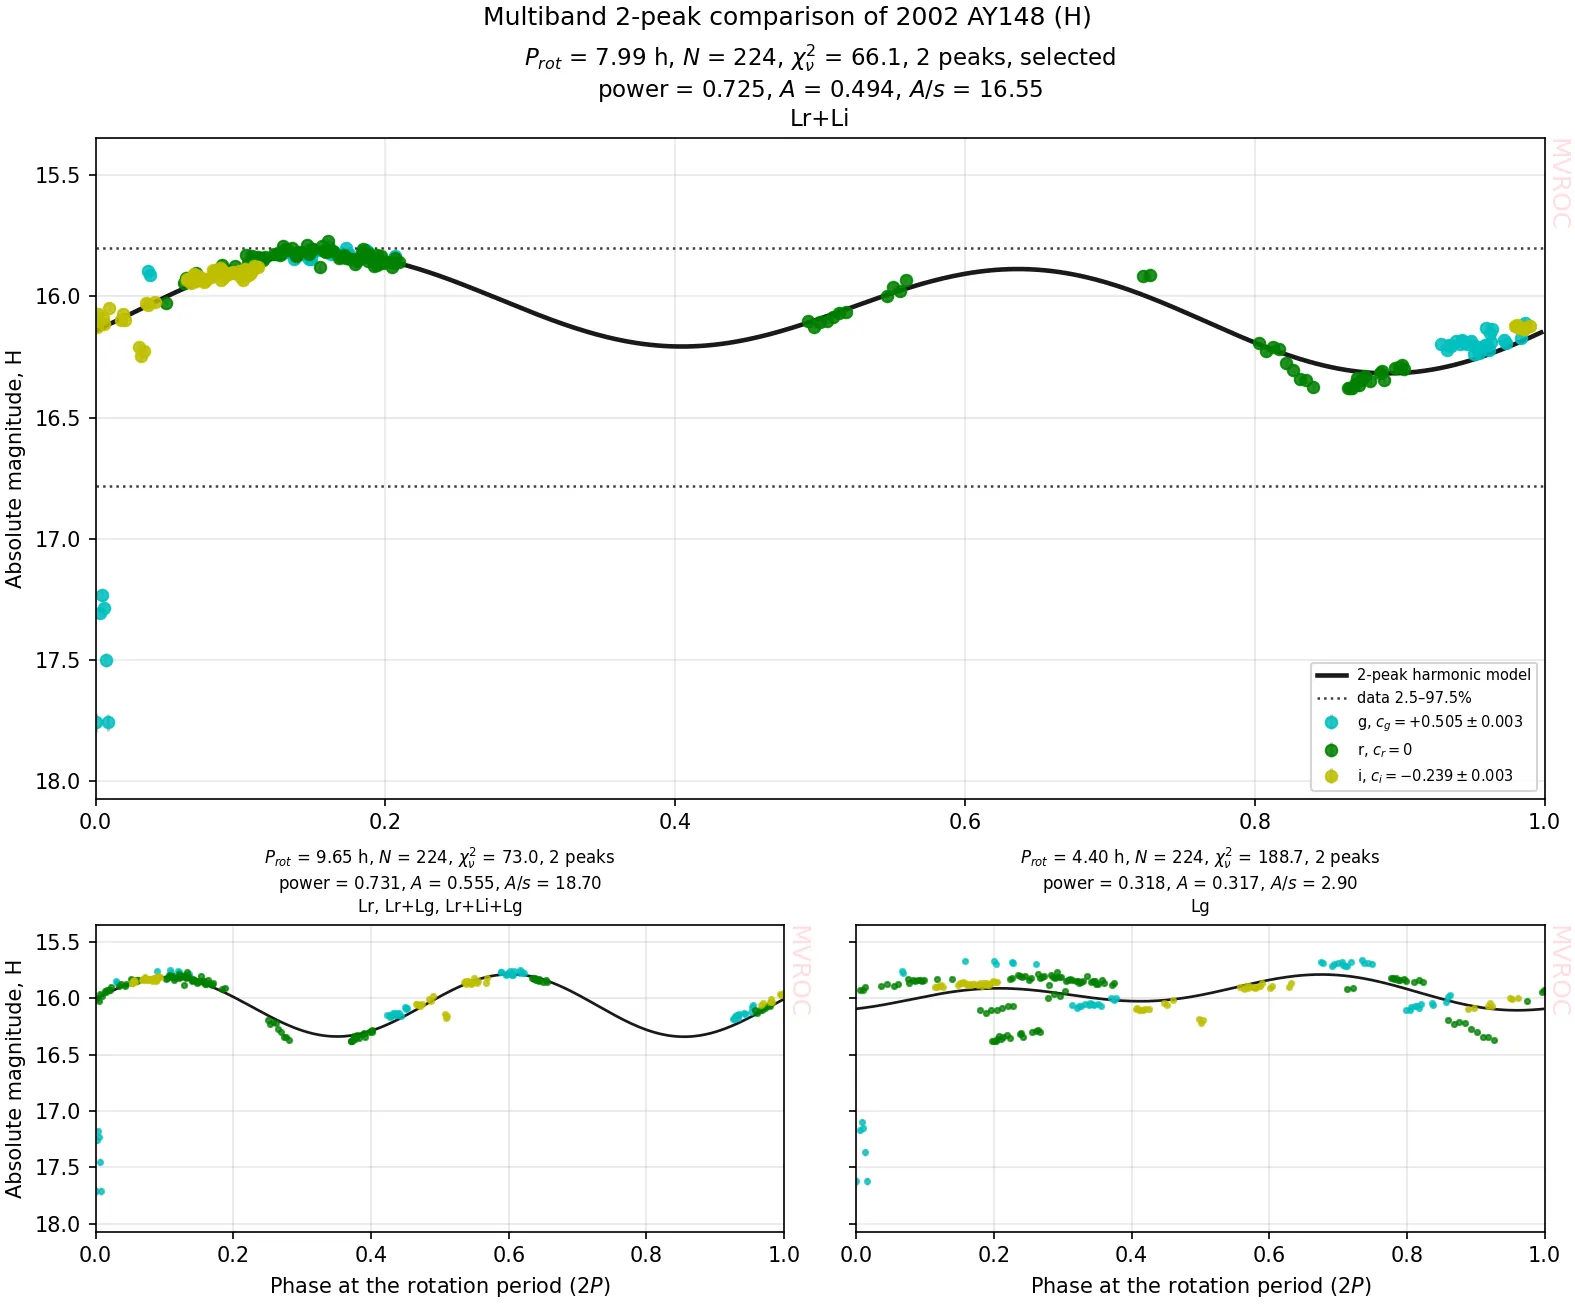 Multiband 2-peak comparison of 2002 AY148 (H)
P_rot = 7.99 h, N = 224, χ²_ν = 66.1, 2 peaks, selected
power = 0.725, A = 0.494, A/s = 16.55
Lr+Li
MVROC
15.5
16.0
16.5
17.0
17.5
18.0
Absolute magnitude, H
2-peak harmonic model
data 2.5–97.5%
g, c_g = +0.505 ± 0.003
r, c_r = 0
i, c_i = −0.239 ± 0.003
0.0 0.2 0.4 0.6 0.8 1.0
P_rot = 9.65 h, N = 224, χ²_ν = 73.0, 2 peaks
power = 0.731, A = 0.555, A/s = 18.70
Lr, Lr+Lg, Lr+Li+Lg
MVROC
15.5
16.0
16.5
17.0
17.5
18.0
Absolute magnitude, H
0.0 0.2 0.4 0.6 0.8 1.0
Phase at the rotation period (2P)
P_rot = 4.40 h, N = 224, χ²_ν = 188.7, 2 peaks
power = 0.318, A = 0.317, A/s = 2.90
Lg
MVROC
0.0 0.2 0.4 0.6 0.8 1.0
Phase at the rotation period (2P)